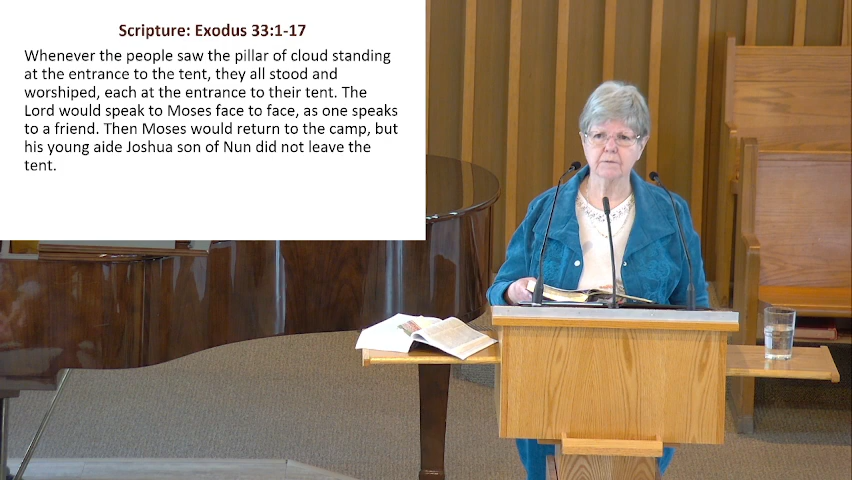 Scripture: Exodus 33:1-17
Whenever the people saw the pillar of cloud standing
at the entrance to the tent, they all stood and
worshiped, each at the entrance to their tent. The
Lord would speak to Moses face to face, as one speaks
to a friend. Then Moses would return to the camp, but
his young aide Joshua son of Nun did not leave the
tent.